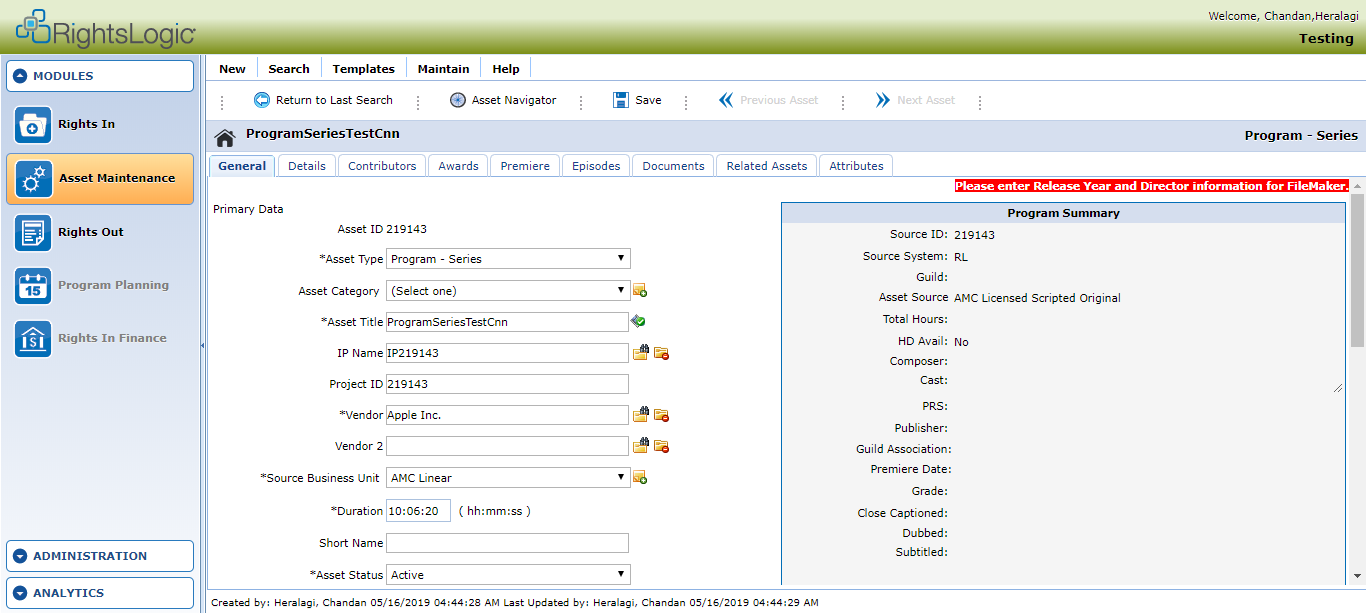 RightsLogic
Welcome, Chandan,Heralagi
Testing
MODULES
Rights In
Asset Maintenance
Rights Out
15
Program Planning
$
Rights In Finance
ADMINISTRATION
ANALYTICS
New Search Templates Maintain Help
Return to Last Search Asset Navigator Save Previous Asset Next Asset
ProgramSeriesTestCnn
Program - Series
General Details Contributors Awards Premiere Episodes Documents Related Assets Attributes
Please enter Release Year and Director information for FileMaker.
Primary Data
Asset ID 219143
*Asset Type Program - Series
Asset Category (Select one)
*Asset Title ProgramSeriesTestCnn
IP Name IP219143
Project ID 219143
*Vendor Apple Inc.
Vendor 2
*Source Business Unit AMC Linear
*Duration 10:06:20 ( hh:mm:ss )
Short Name
*Asset Status Active
Program Summary
Source ID: 219143
Source System: RL
Guild:
Asset Source AMC Licensed Scripted Original
Total Hours:
HD Avail: No
Composer:
Cast:
PRS:
Publisher:
Guild Association:
Premiere Date:
Grade:
Close Captioned:
Dubbed:
Subtitled:
Created by: Heralagi, Chandan 05/16/2019 04:44:28 AM Last Updated by: Heralagi, Chandan 05/16/2019 04:44:29 AM